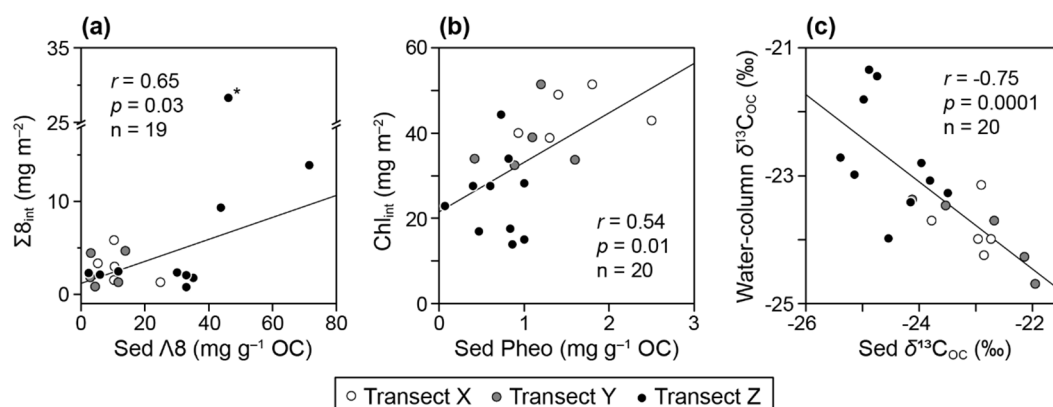 (a)
35
25
10
5
0
0 20 40 60 80
Σ8int (mg m⁻²)
Sed Λ8 (mg g⁻¹ OC)
r = 0.65
p = 0.03
n = 19
*
(b)
60
40
20
0
0 1 2 3
Chlint (mg m⁻²)
Sed Pheo (mg g⁻¹ OC)
r = 0.54
p = 0.01
n = 20
(c)
-21
-23
-25
-26 -24 -22
Water-column δ¹³COC (‰)
Sed δ¹³COC (‰)
r = -0.75
p = 0.0001
n = 20
Transect X Transect Y Transect Z